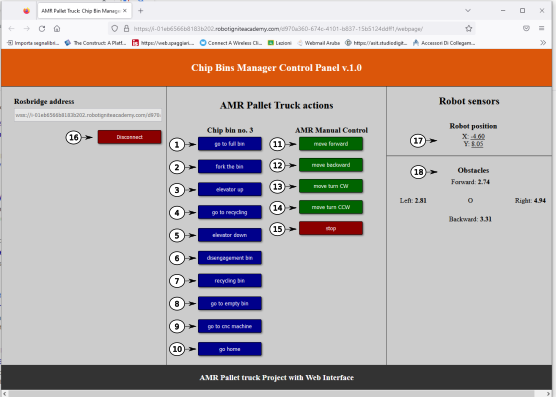 AMR Pallet Truck: Chip Bin Manag
https://i-01eb6566b8183b202.robotigniteacademy.com/d970a360-674c-4101-b837-15b5124ddff1/webpage/
Importa segnalibri...
The Construct: A Platf...
https://web.spaggiari....
Connect A Wireless Cli...
Lezioni
Webmail Aruba
https://exit.studiodigit...
Accessori Di Collegam...
Chip Bins Manager Control Panel v.1.0
Rosbridge address
wss://i-01eb6566b8183b202.robotigniteacademy.com/d970a
16
Disconnect
AMR Pallet Truck actions
Chip bin no. 3
1 go to full bin
2 fork the bin
3 elevator up
4 go to recycling
5 elevator down
6 disengagement bin
7 recycling bin
8 go to empty bin
9 go to cnc machine
10 go home
AMR Manual Control
11 move forward
12 move backward
13 move turn CW
14 move turn CCW
15 stop
Robot sensors
Robot position
17
X: -4.60
Y: 8.05
18
Obstacles
Forward: 2.74
Left: 2.81 O Right: 4.94
Backward: 3.31
AMR Pallet truck Project with Web Interface